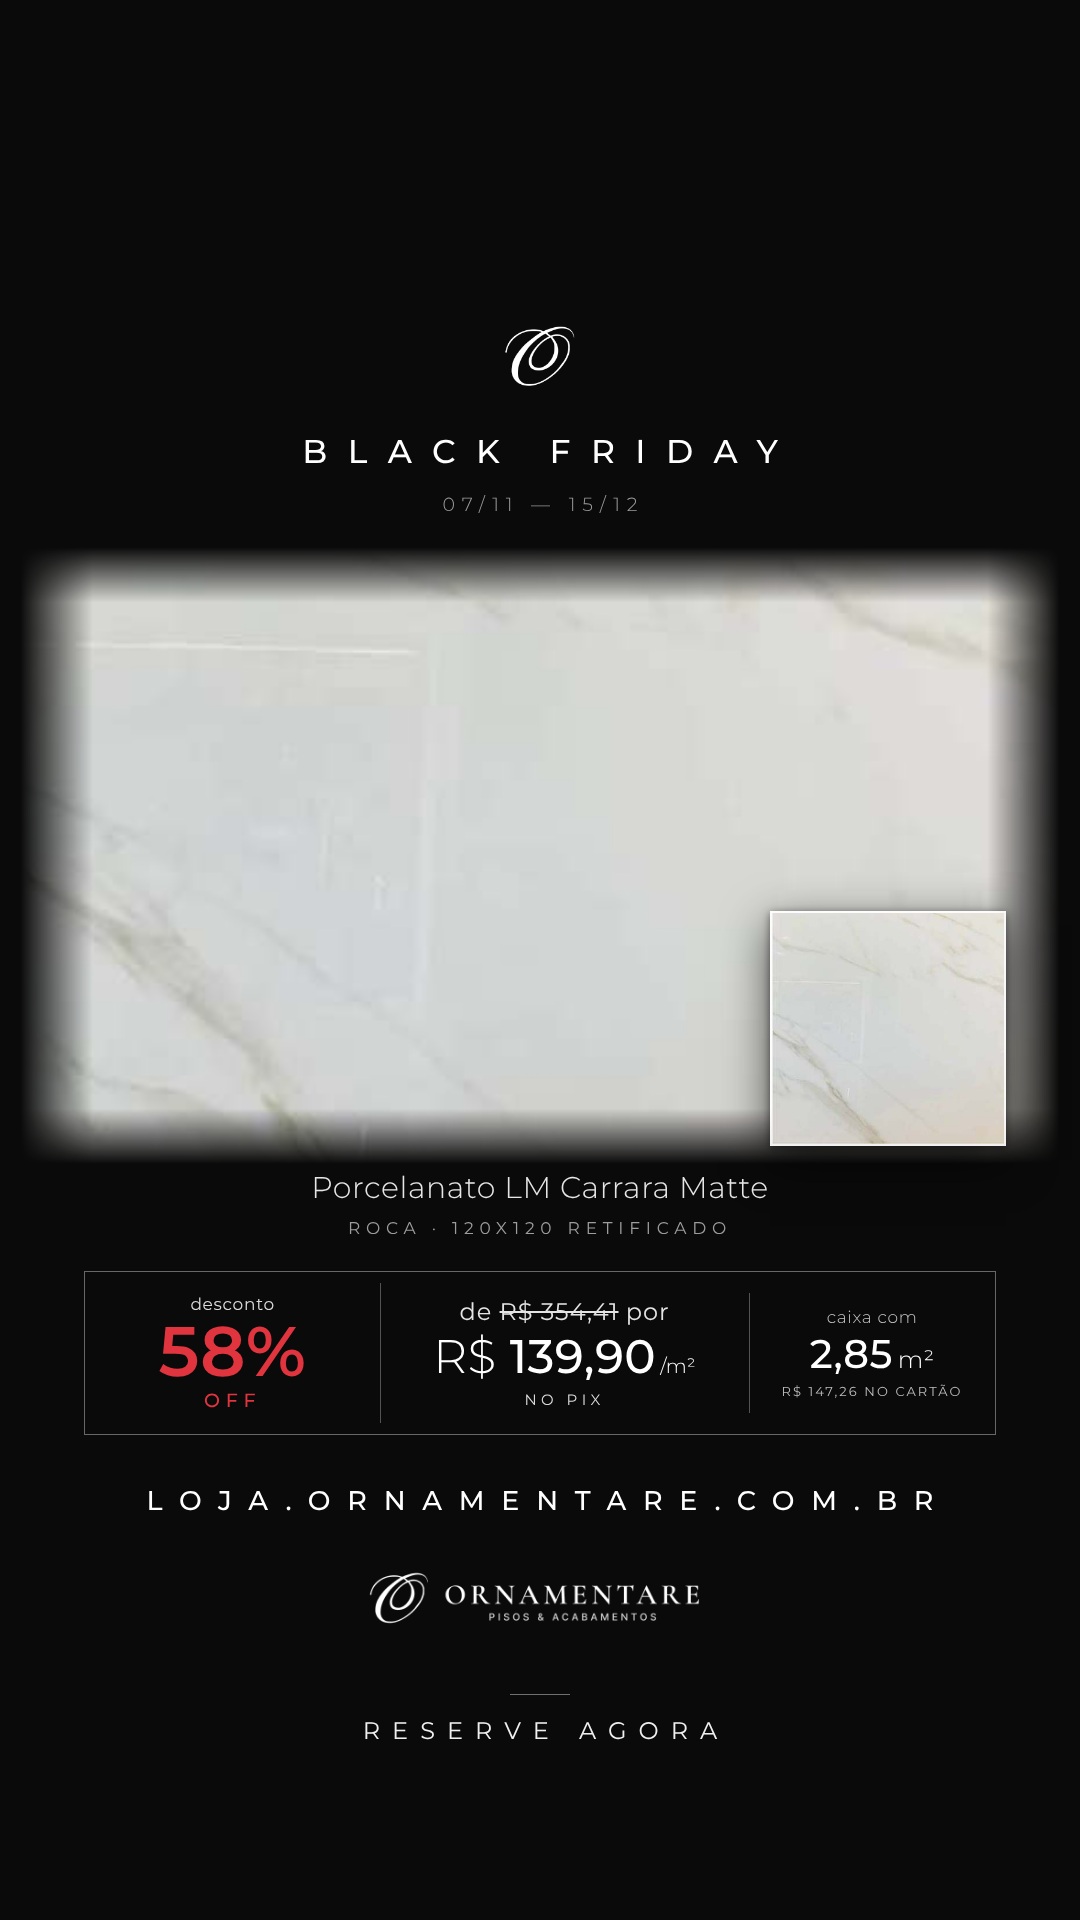 O
BLACK FRIDAY
07/11 — 15/12
Porcelanato LM Carrara Matte
ROCA · 120X120 RETIFICADO
desconto
58%
OFF
de R$ 354,41 por
R$ 139,90 /m²
NO PIX
caixa com
2,85 m²
R$ 147,26 NO CARTÃO
LOJA.ORNAMENTARE.COM.BR
O ORNAMENTARE
PISOS & ACABAMENTOS
RESERVE AGORA